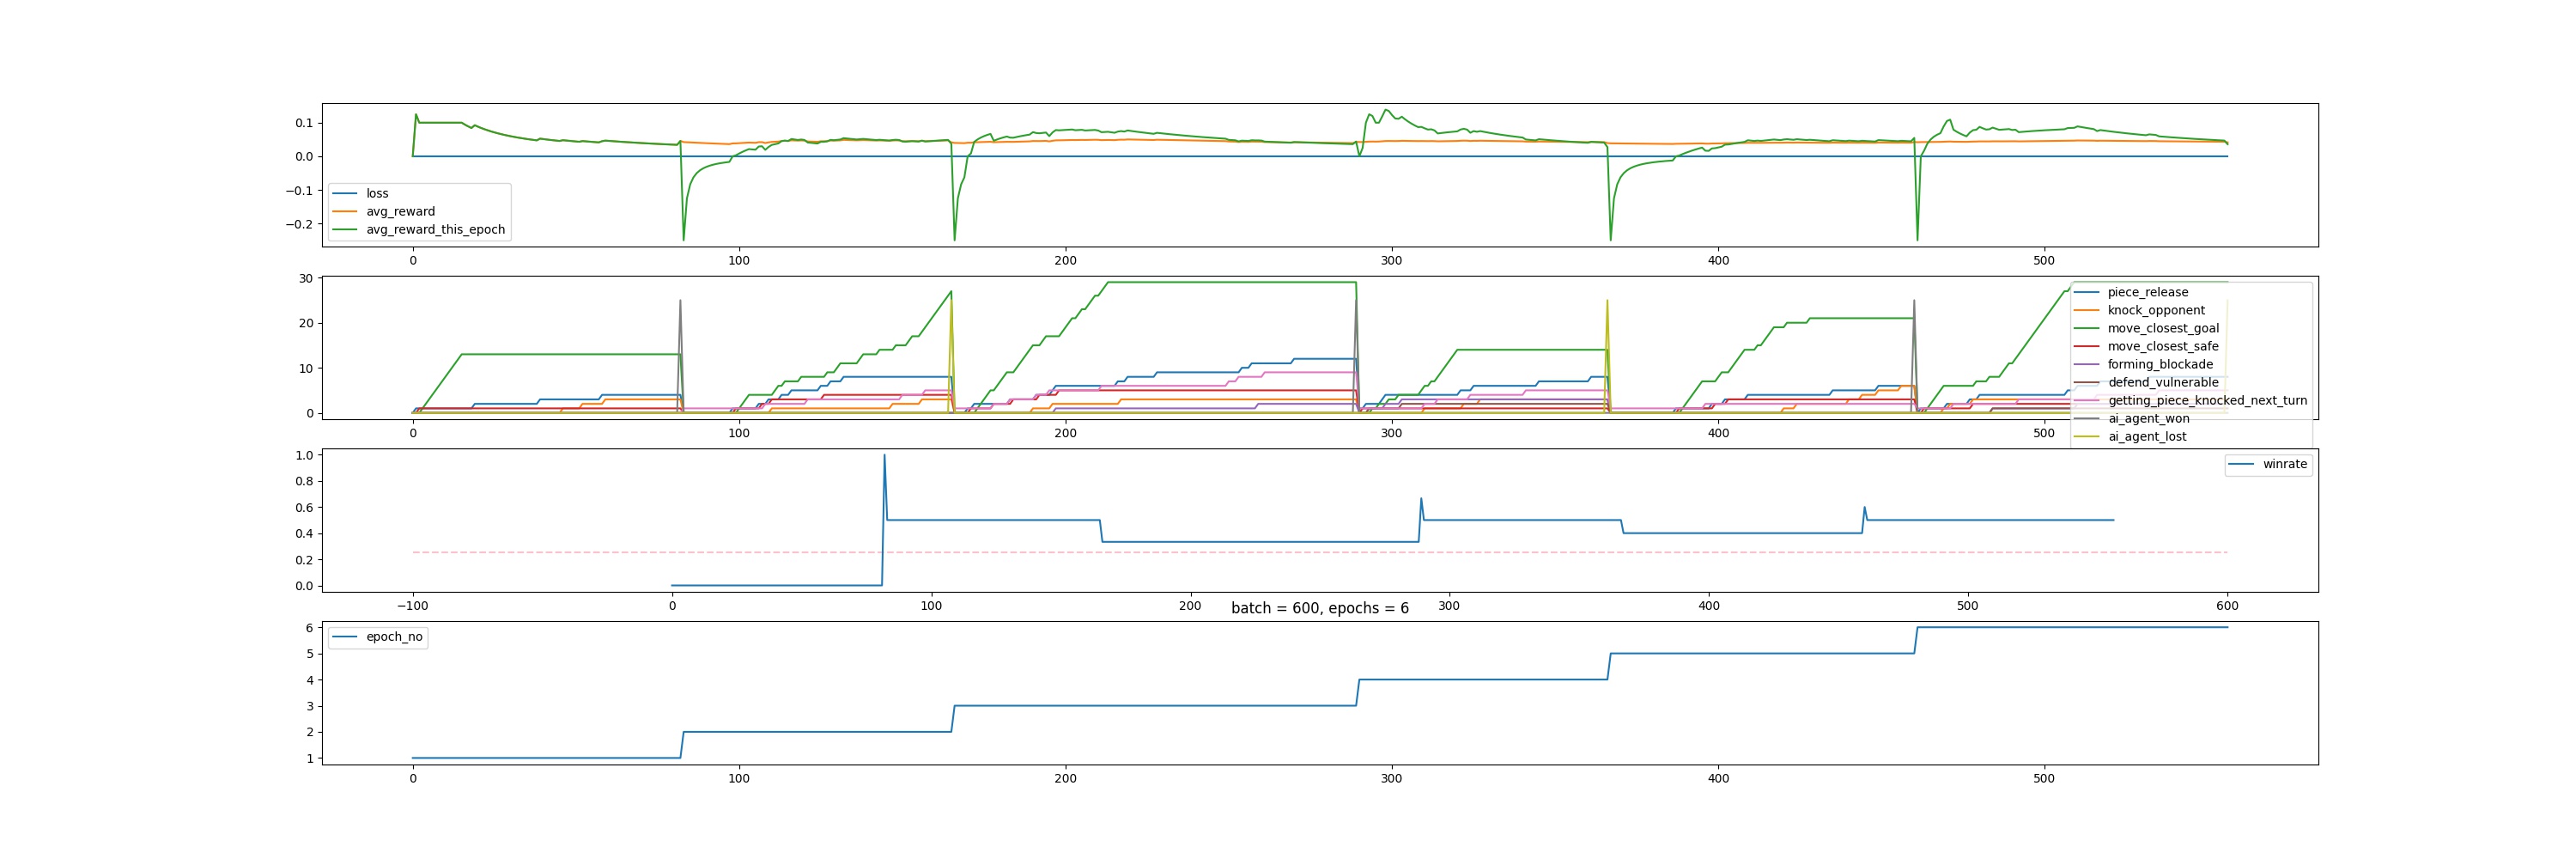 0.1
0.0
−0.1
−0.2
loss
avg_reward
avg_reward_this_epoch
0 100 200 300 400 500
30
20
10
0
piece_release
knock_opponent
move_closest_goal
move_closest_safe
forming_blockade
defend_vulnerable
getting_piece_knocked_next_turn
ai_agent_won
ai_agent_lost
0 100 200 300 400 500
1.0
0.8
0.6
0.4
0.2
0.0
winrate
−100 0 100 200 300 400 500 600
batch = 600, epochs = 6
6
5
4
3
2
1
epoch_no
0 100 200 300 400 500